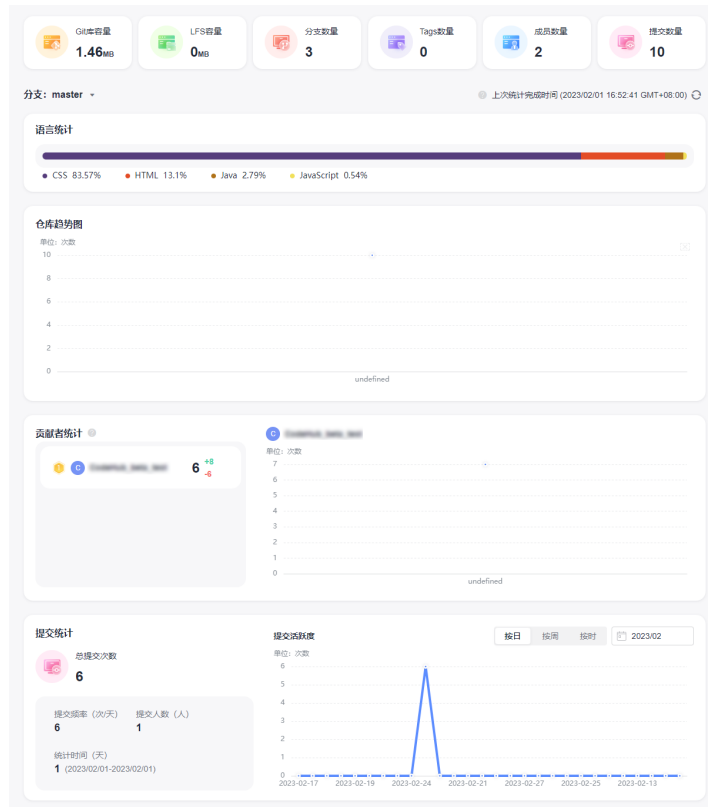 Git库容量 LFS容量 分支数量 Tags数量 成员数量 提交数量
1.46MB 0MB 3 0 2 10
分支: master 上次统计完成时间 (2023/02/01 16:52:41 GMT+08:00)
语言统计
CSS 83.57% HTML 13.1% Java 2.79% JavaScript 0.54%
仓库趋势图
单位: 次数
10
8
6
4
2
0
undefined
贡献者统计
C
6 +8 -6
C
单位: 次数
7
6
5
4
3
2
1
0
undefined
提交统计
总提交次数
6
提交频率 (次/天) 提交人数 (人)
6 1
统计时间 (天)
1 (2023/02/01-2023/02/01)
提交活跃度 按日 按周 按时 2023/02
单位: 次数
6
5
4
3
2
1
0
2023-02-17 2023-02-19 2023-02-24 2023-02-21 2023-02-27 2023-02-25 2023-02-13